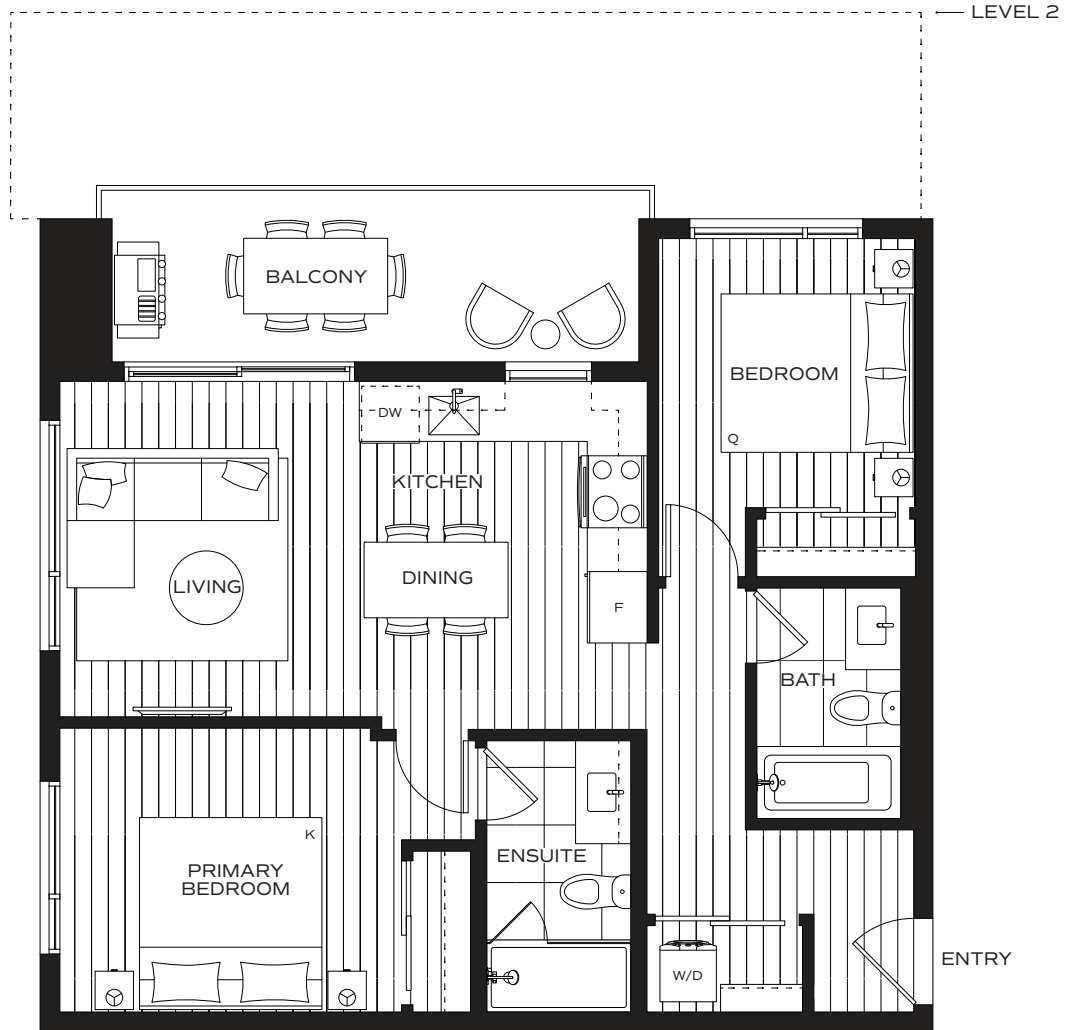 LEVEL 2
BALCONY
BEDROOM
DW
Q
KITCHEN
DINING
LIVING
F
BATH
K
ENSUITE
PRIMARY
BEDROOM
ENTRY
W/D